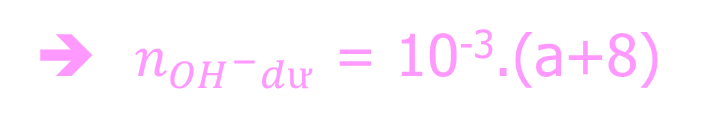 ➔ n_{OH⁻ dư} = 10⁻³.(a+8)